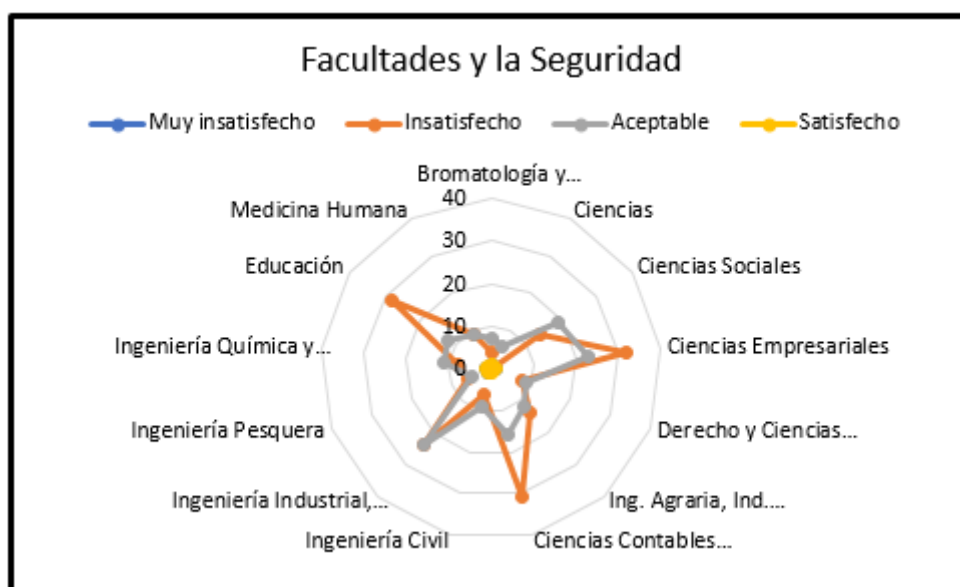 Facultades y la Seguridad
Muy insatisfecho Insatisfecho Aceptable Satisfecho
Bromatología y...
40
Medicina Humana
Ciencias
30
Educación
Ciencias Sociales
20
10
Ingeniería Química y...
Ciencias Empresariales
0
Ingeniería Pesquera
Derecho y Ciencias...
Ingeniería Industrial,...
Ing. Agraria, Ind....
Ingeniería Civil
Ciencias Contables...